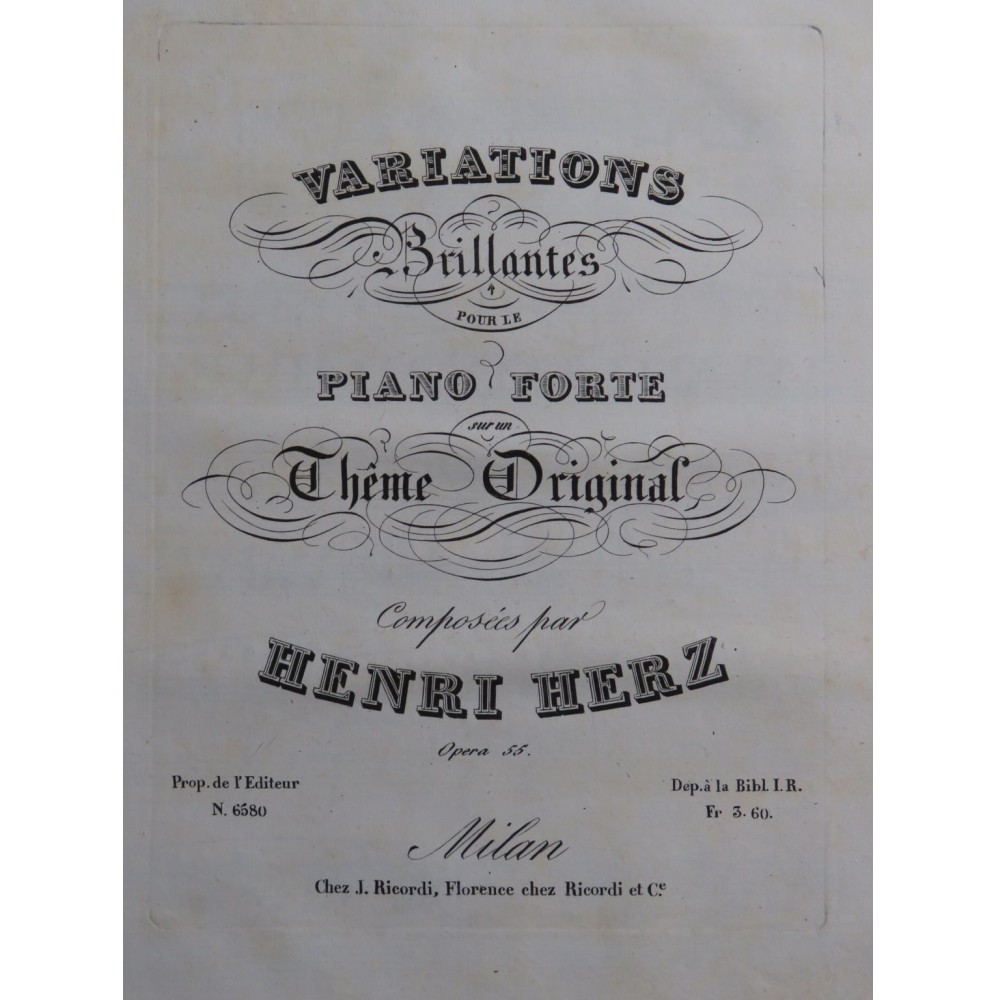 VARIATIONS
Brillantes
POUR LE
PIANO FORTE
sur un
Thême Original
Composées par
HENRI HERZ
Opera 55.
Prop. de l'Editeur
N. 6580
Dep. à la Bibl. I. R.
Fr 3. 60.
Milan
Chez J. Ricordi, Florence chez Ricordi et C.e